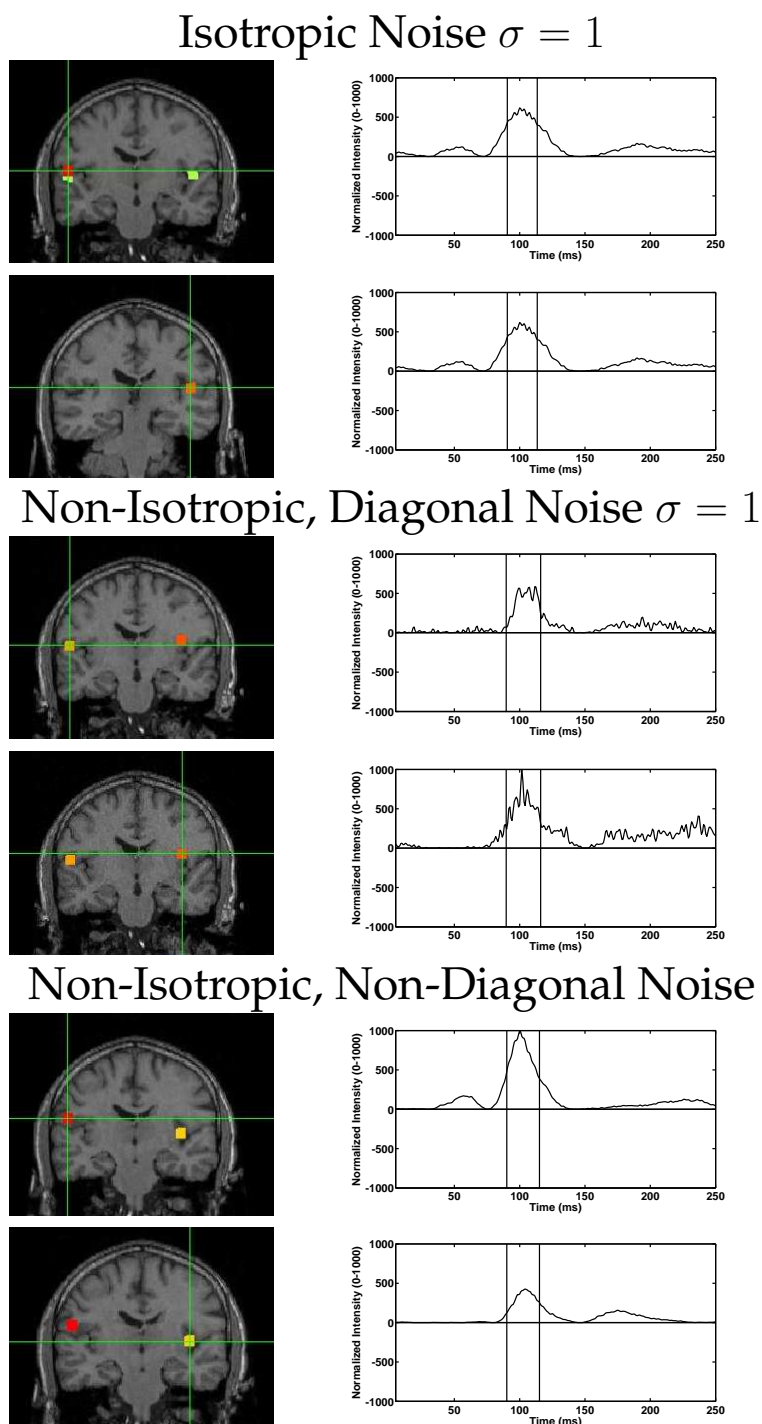 Isotropic Noise σ = 1
Normalized Intensity (0-1000)
1000
500
0
-500
-1000
50 100 150 200 250
Time (ms)
Normalized Intensity (0-1000)
1000
500
0
-500
-1000
50 100 150 200 250
Time (ms)
Non-Isotropic, Diagonal Noise σ = 1
Normalized Intensity (0-1000)
1000
500
0
-500
-1000
50 100 150 200 250
Time (ms)
Normalized Intensity (0-1000)
1000
500
0
-500
-1000
50 100 150 200 250
Time (ms)
Non-Isotropic, Non-Diagonal Noise
Normalized Intensity (0-1000)
1000
500
0
-500
-1000
50 100 150 200 250
Time (ms)
Normalized Intensity (0-1000)
1000
500
0
-500
-1000
50 100 150 200 250
Time (ms)